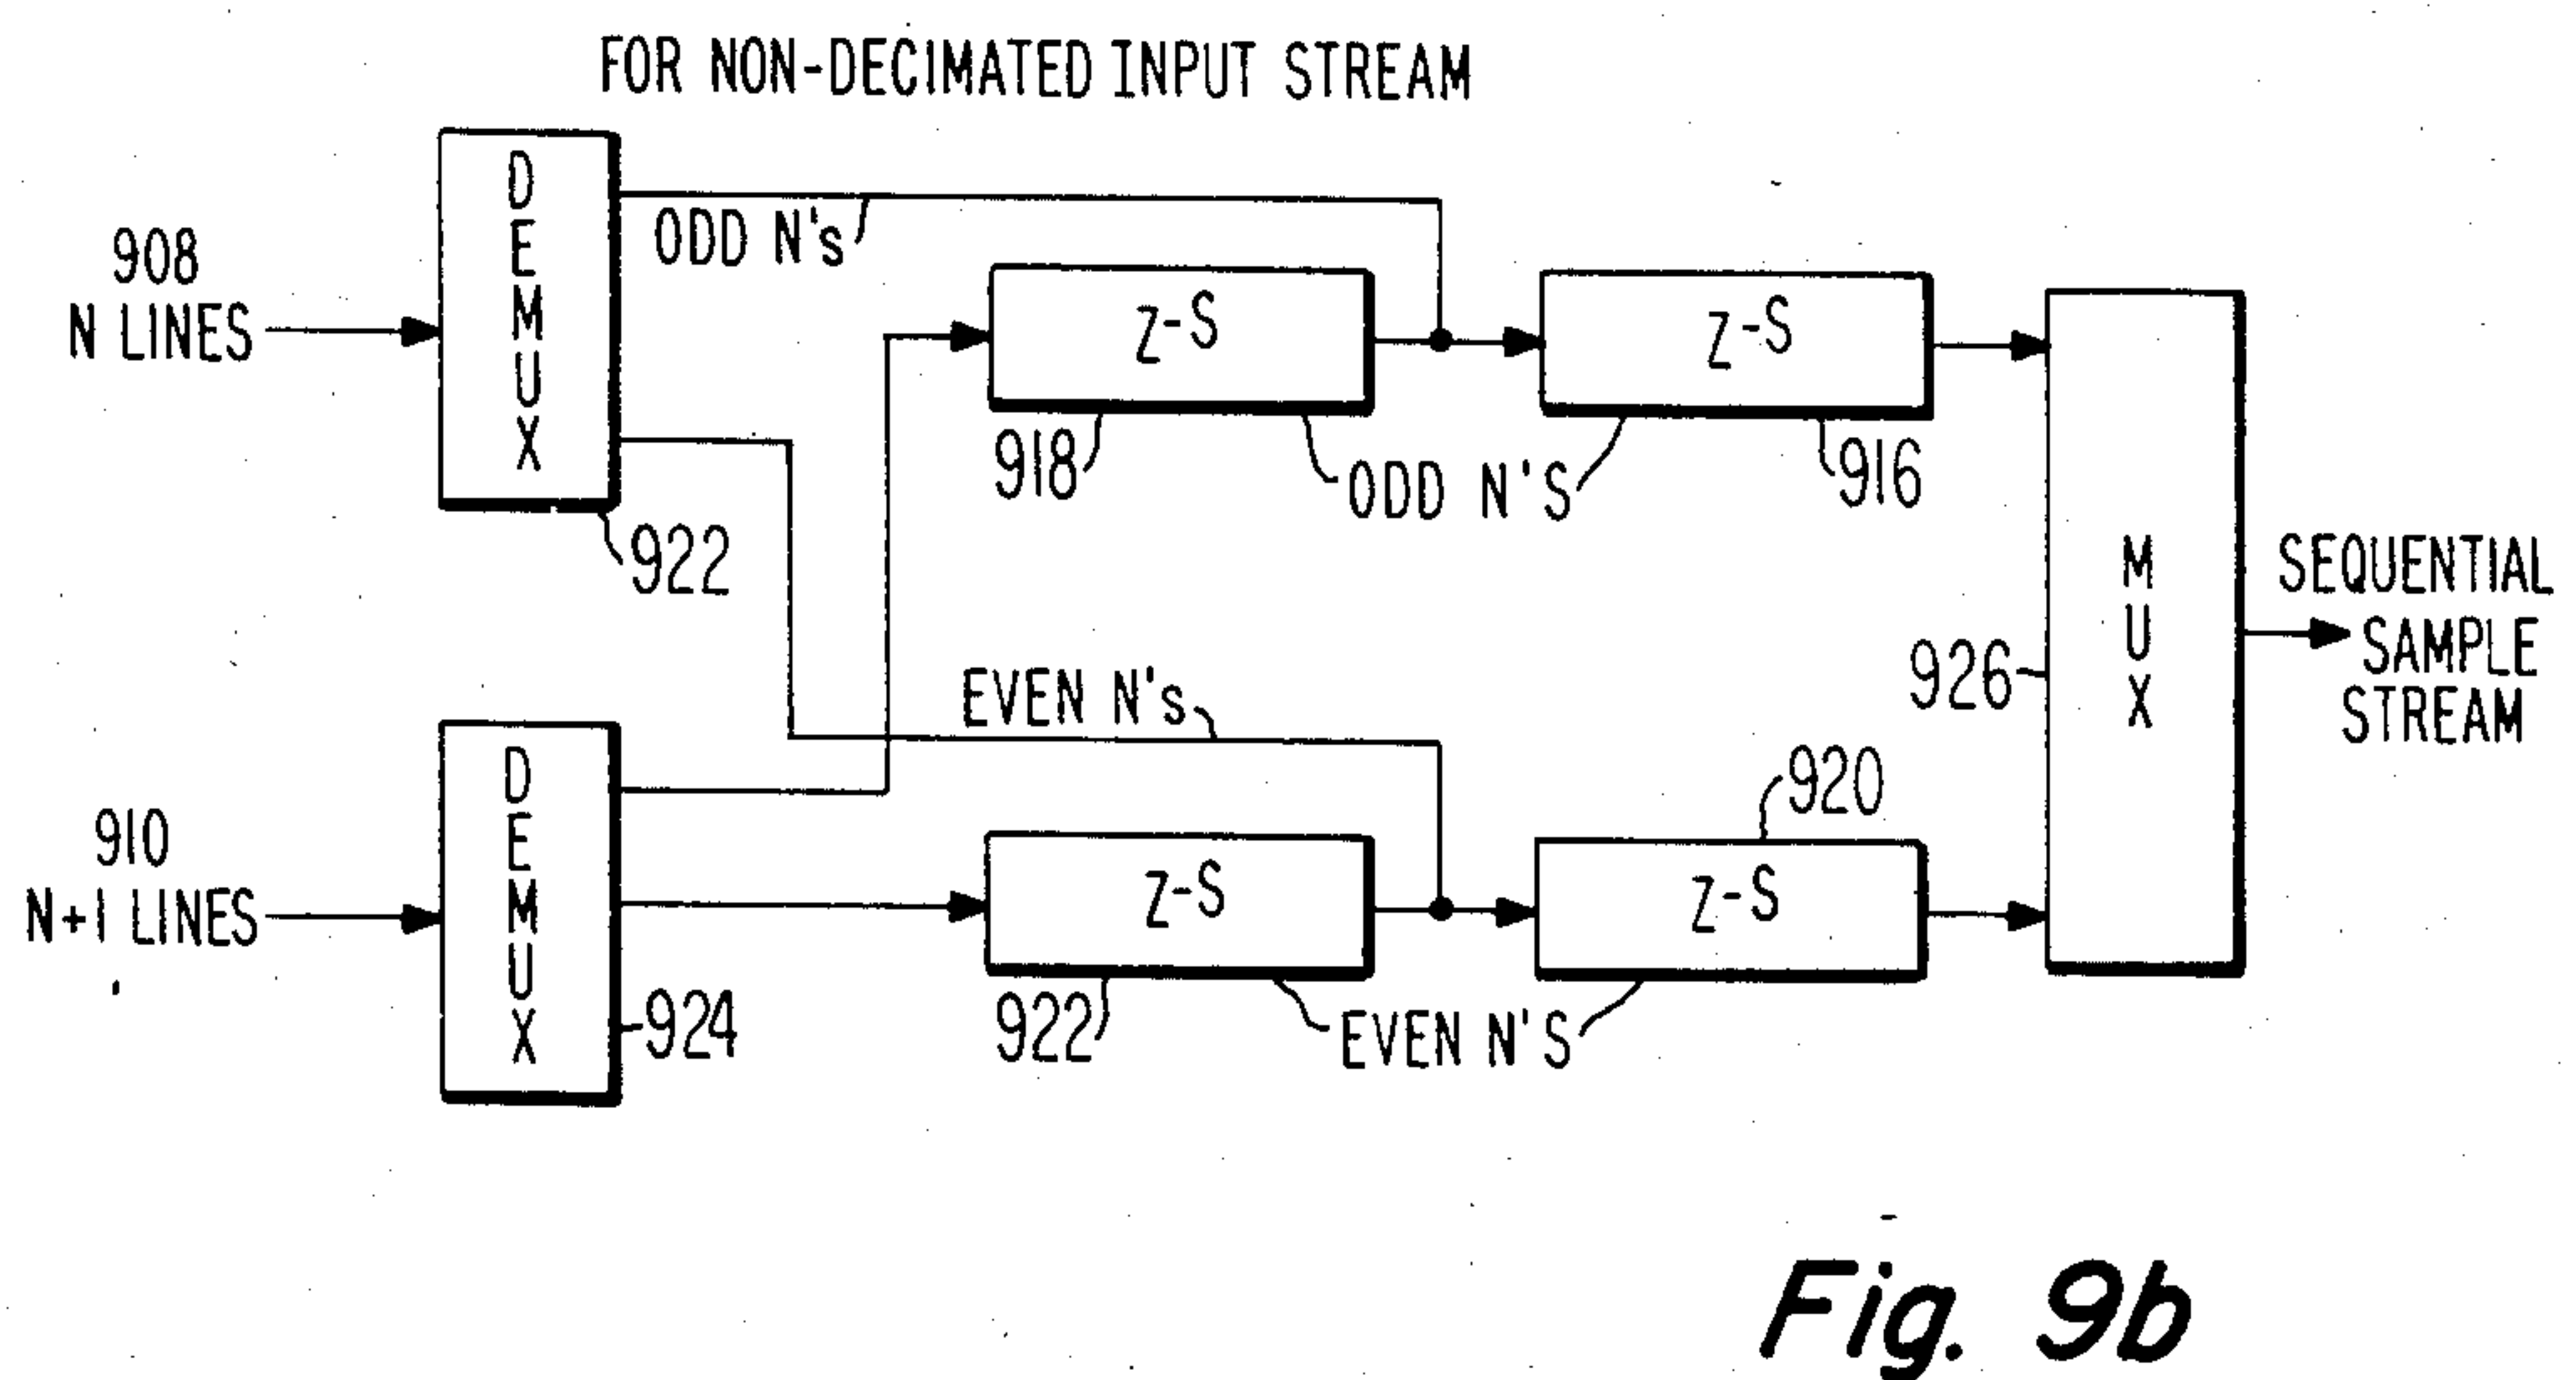 FOR NON-DECIMATED INPUT STREAM
908
N LINES
DEMUX
922
ODD N's
Z-S
918
ODD N'S
Z-S
916
910
N+1 LINES
DEMUX
924
EVEN N's
Z-S
922
EVEN N'S
Z-S
920
926
MUX
SEQUENTIAL
SAMPLE
STREAM
Fig. 9b